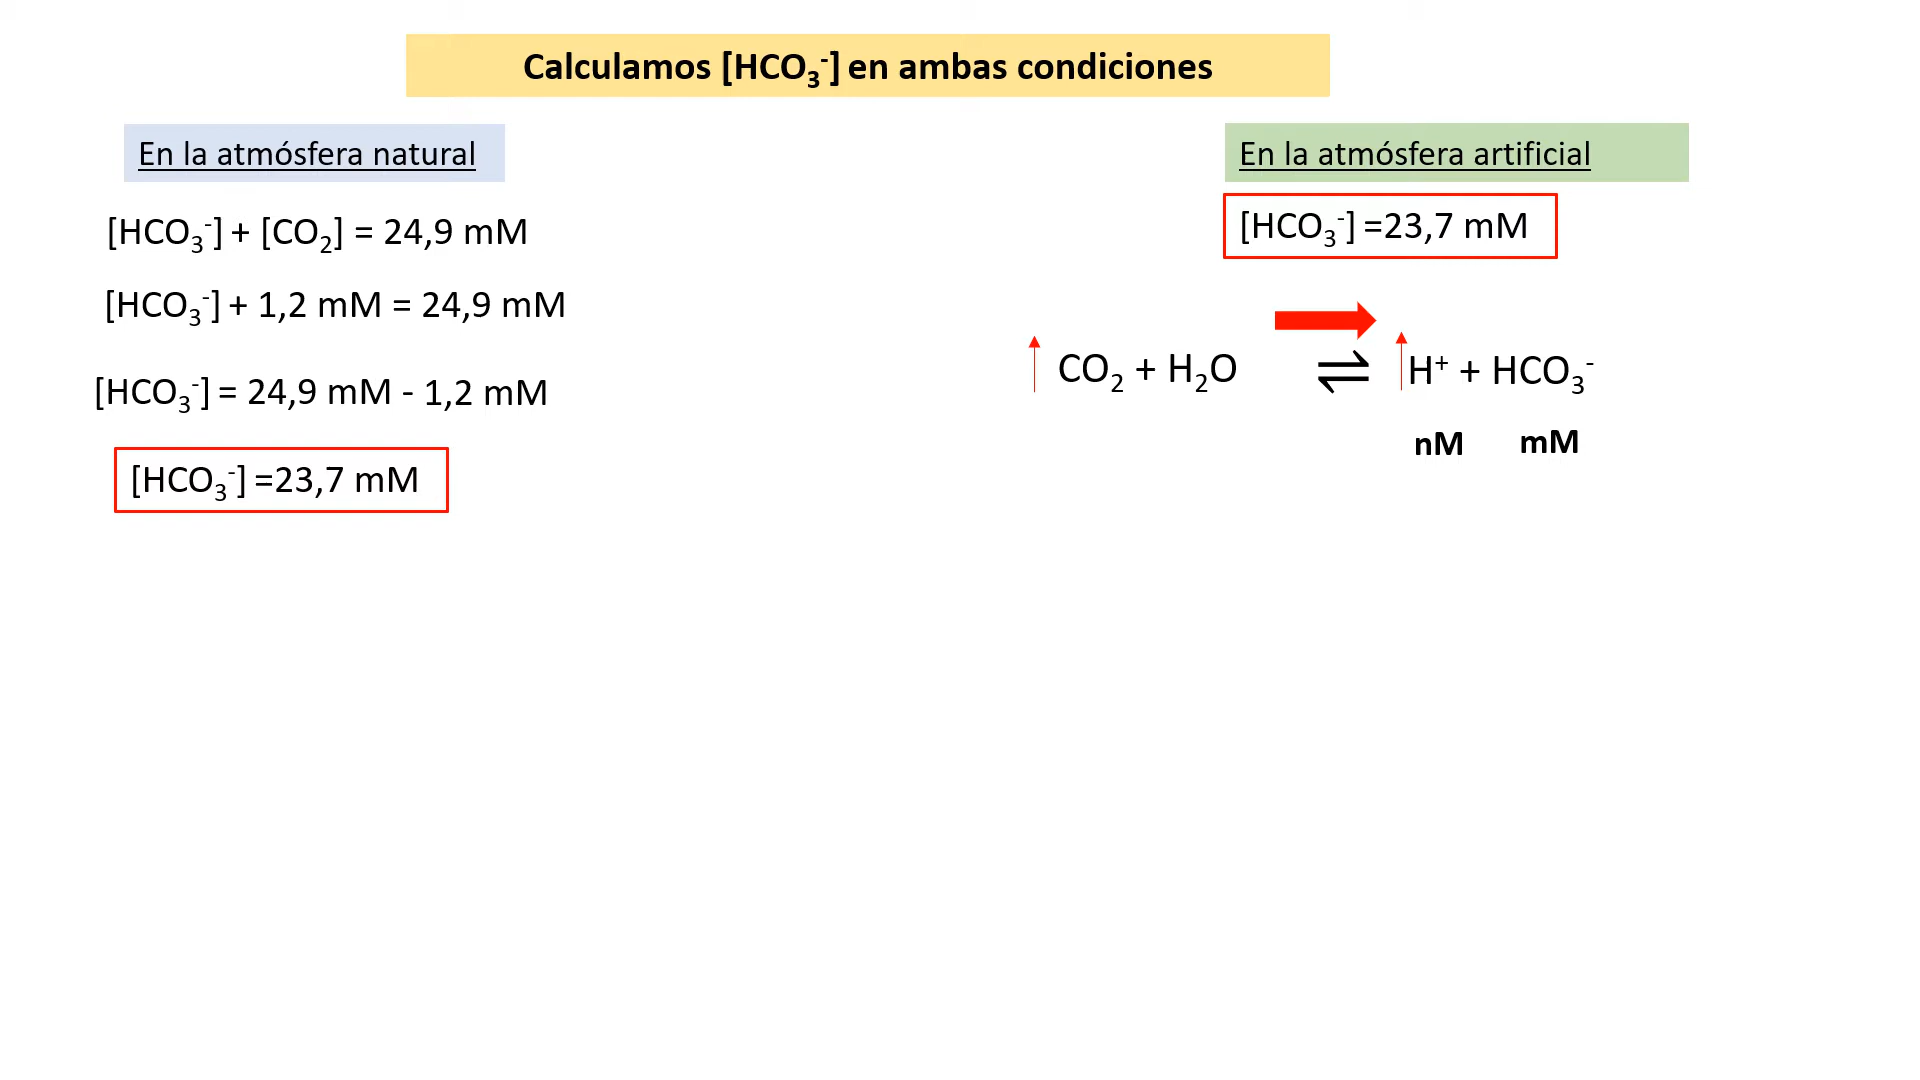 Calculamos [HCO₃⁻] en ambas condiciones
En la atmósfera natural
[HCO₃⁻] + [CO₂] = 24,9 mM
[HCO₃⁻] + 1,2 mM = 24,9 mM
[HCO₃⁻] = 24,9 mM - 1,2 mM
[HCO₃⁻] =23,7 mM
En la atmósfera artificial
[HCO₃⁻] =23,7 mM
CO₂ + H₂O ⇌ H⁺ + HCO₃⁻
nM mM